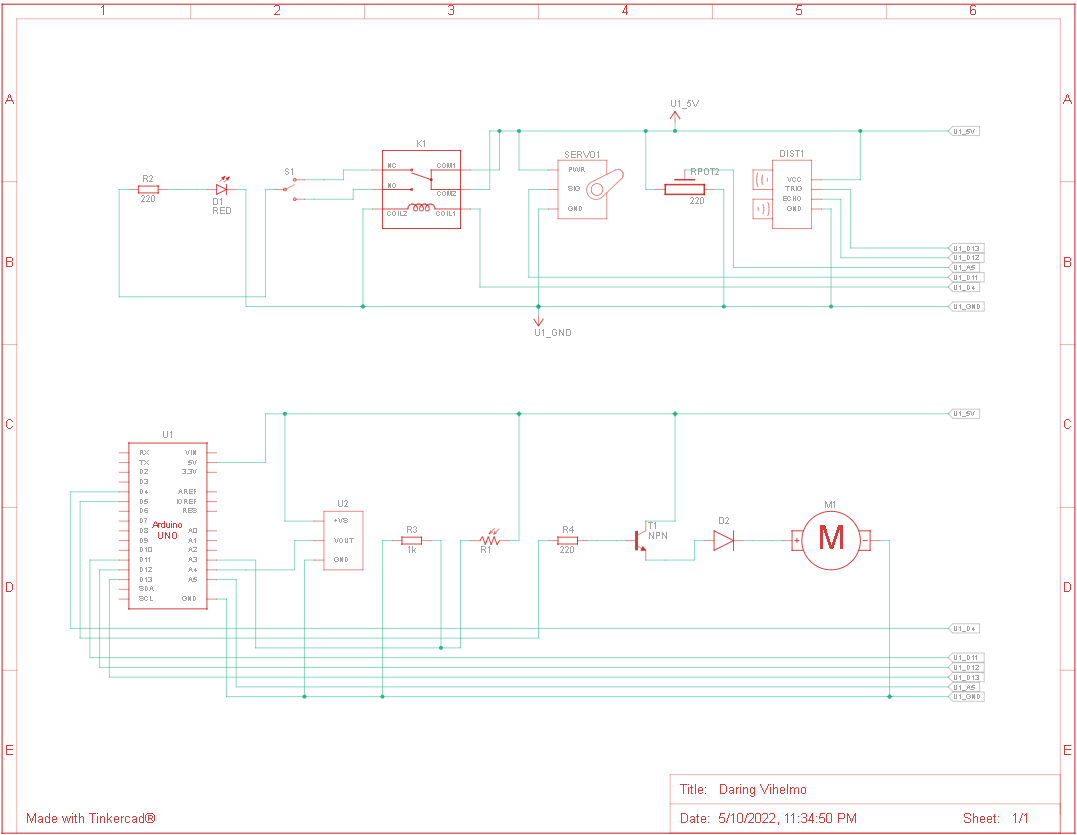 1 2 3 4 5 6
A A
U1_5V
U1_5V
K1
SERVO1
DIST1
NC COM1
NO COM2
COIL2 COIL1
PWR
SIG
GND
RPOT2
220
VCC
TRIG
ECHO
GND
S1
R2
220
D1
RED
B B
U1_D13
U1_D12
U1_A5
U1_D11
U1_D4
U1_GND
U1_GND
C C
U1_5V
U1
RX VIN
TX 5V
D2 3.3V
D3
D4 AREF
D5 IOREF
D6 RES
D7
D8 A0
D9 A1
D10 A2
D11 A3
D12 A4
D13 A5
SDA
SCL GND
Arduino
UNO
U2
+VS
VOUT
GND
R3
1k
R1
R4
220
T1
NPN
D2
M1
+ M -
D D
U1_D4
U1_D11
U1_D12
U1_D13
U1_A5
U1_GND
E E
Title: Daring Vihelmo
Made with Tinkercad®
Date: 5/10/2022, 11:34:50 PM Sheet: 1/1